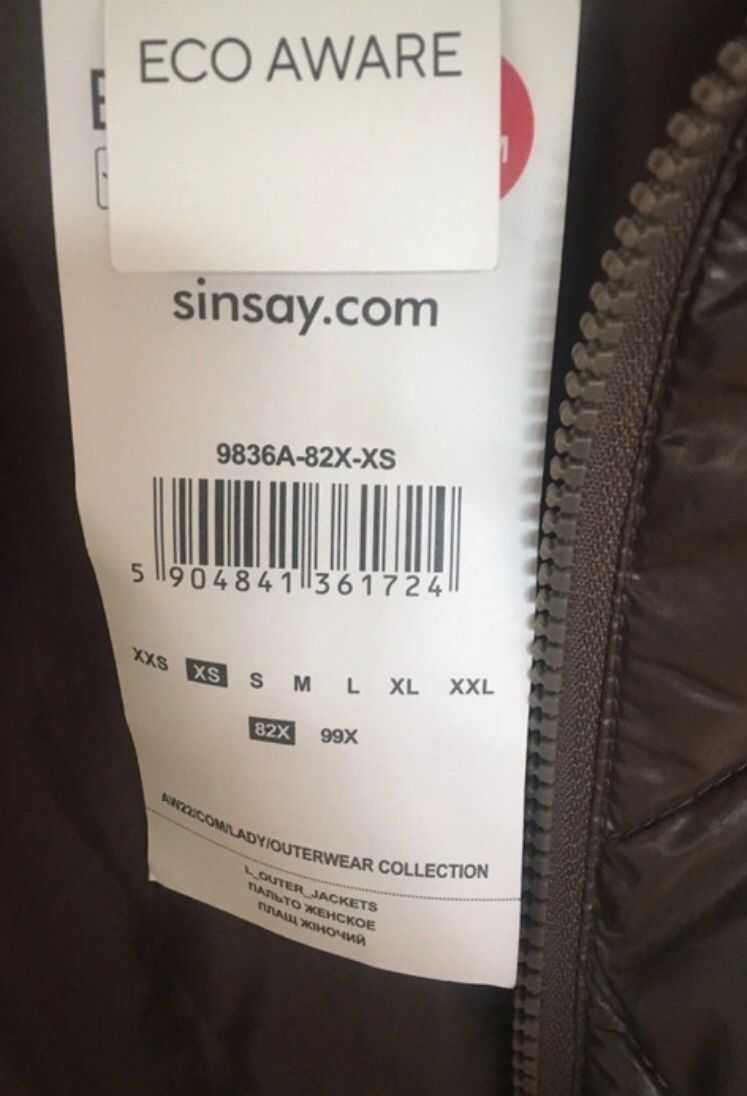 ECO AWARE
sinsay.com
9836A-82X-XS
5 904841 361724
XXS XS S M L XL XXL
82X 99X
AW22/COM/LADY/OUTERWEAR COLLECTION
L_OUTER_JACKETS
ПАЛЬТО ЖЕНСКОЕ
ПЛАЩ ЖІНОЧИЙ